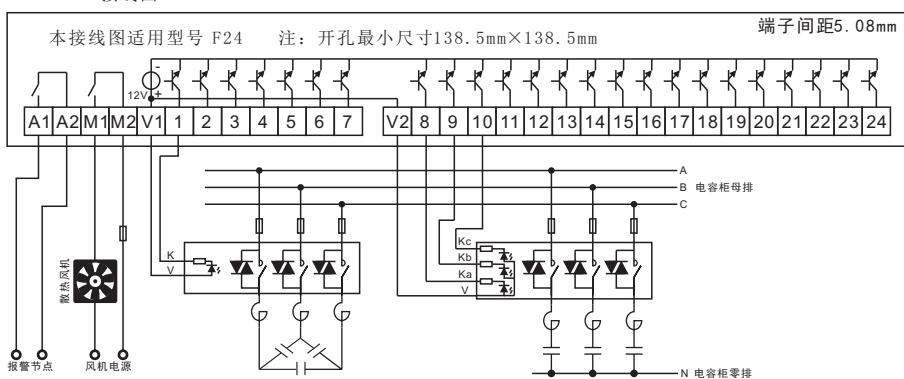 端子间距5.08mm
本接线图适用型号 F24 注：开孔最小尺寸138.5mm×138.5mm
-
12V +
A1 A2 M1 M2 V1 1 2 3 4 5 6 7 V2 8 9 10 11 12 13 14 15 16 17 18 19 20 21 22 23 24
A
B 电容柜母排
C
K
V
Kc
Kb
Ka
V
散热风机
报警节点 风机电源
N 电容柜零排